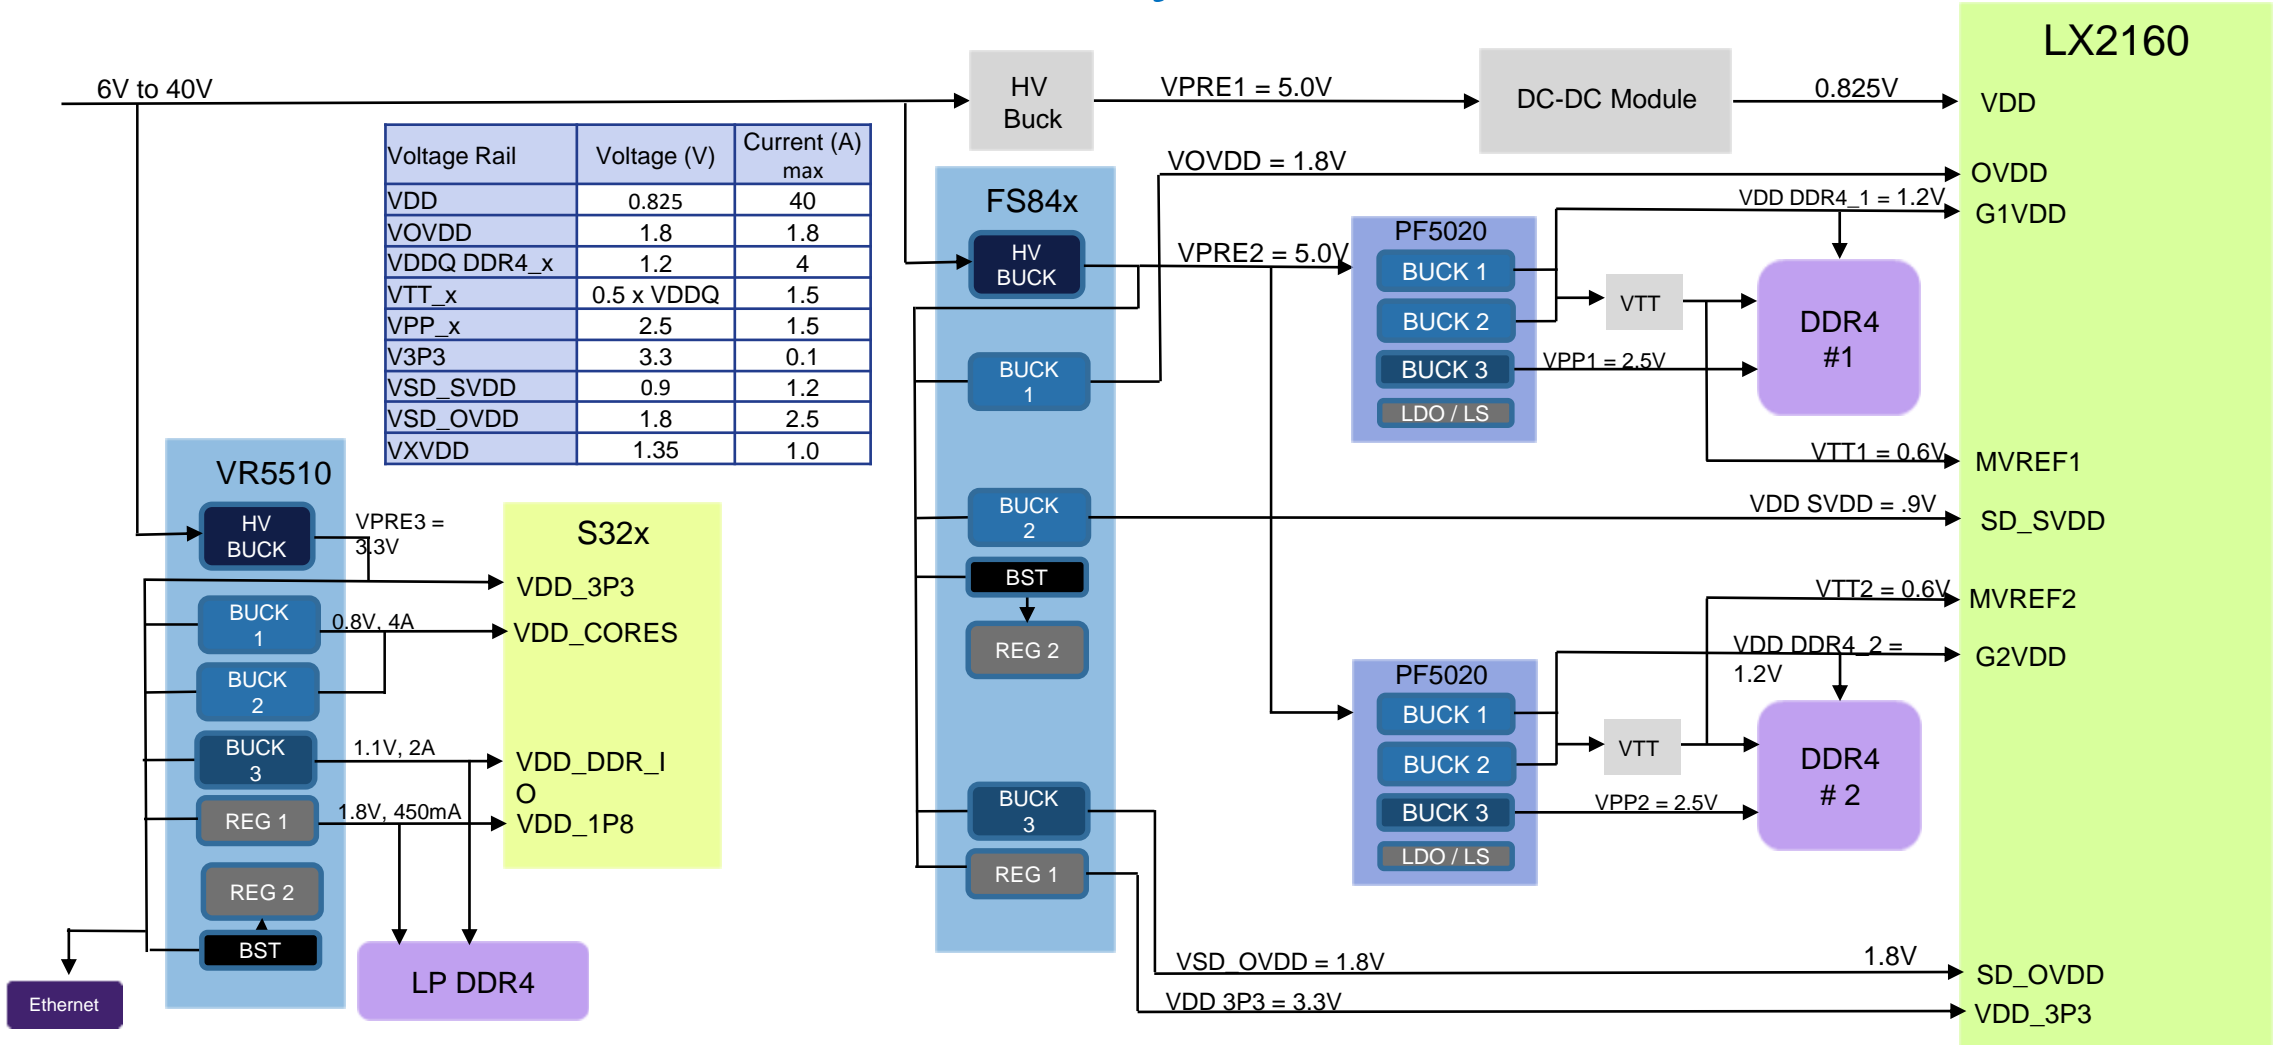 LX2160
6V to 40V
HV
Buck
VPRE1 = 5.0V
DC-DC Module
0.825V
VDD
Voltage Rail Voltage (V) Current (A) max
VDD 0.825 40
VOVDD 1.8 1.8
VDDQ DDR4_x 1.2 4
VTT_x 0.5 x VDDQ 1.5
VPP_x 2.5 1.5
V3P3 3.3 0.1
VSD_SVDD 0.9 1.2
VSD_OVDD 1.8 2.5
VXVDD 1.35 1.0
VOVDD = 1.8V
OVDD
VDD DDR4_1 = 1.2V
G1VDD
FS84x
HV
BUCK
VPRE2 = 5.0V
BUCK
1
BUCK
2
BST
REG 2
BUCK
3
REG 1
PF5020
BUCK 1
BUCK 2
BUCK 3
LDO / LS
VTT
VPP1 = 2.5V
DDR4
#1
VTT1 = 0.6V
MVREF1
VDD SVDD = .9V
SD_SVDD
VTT2 = 0.6V
MVREF2
VDD DDR4_2 =
1.2V
G2VDD
PF5020
BUCK 1
BUCK 2
BUCK 3
LDO / LS
VTT
VPP2 = 2.5V
DDR4
# 2
VSD_OVDD = 1.8V
1.8V
SD_OVDD
VDD 3P3 = 3.3V
VDD_3P3
VR5510
HV
BUCK
VPRE3 =
3.3V
S32x
VDD_3P3
BUCK
1
0.8V, 4A
VDD_CORES
BUCK
2
BUCK
3
1.1V, 2A
VDD_DDR_I
O
REG 1
1.8V, 450mA
VDD_1P8
REG 2
BST
LP DDR4
Ethernet